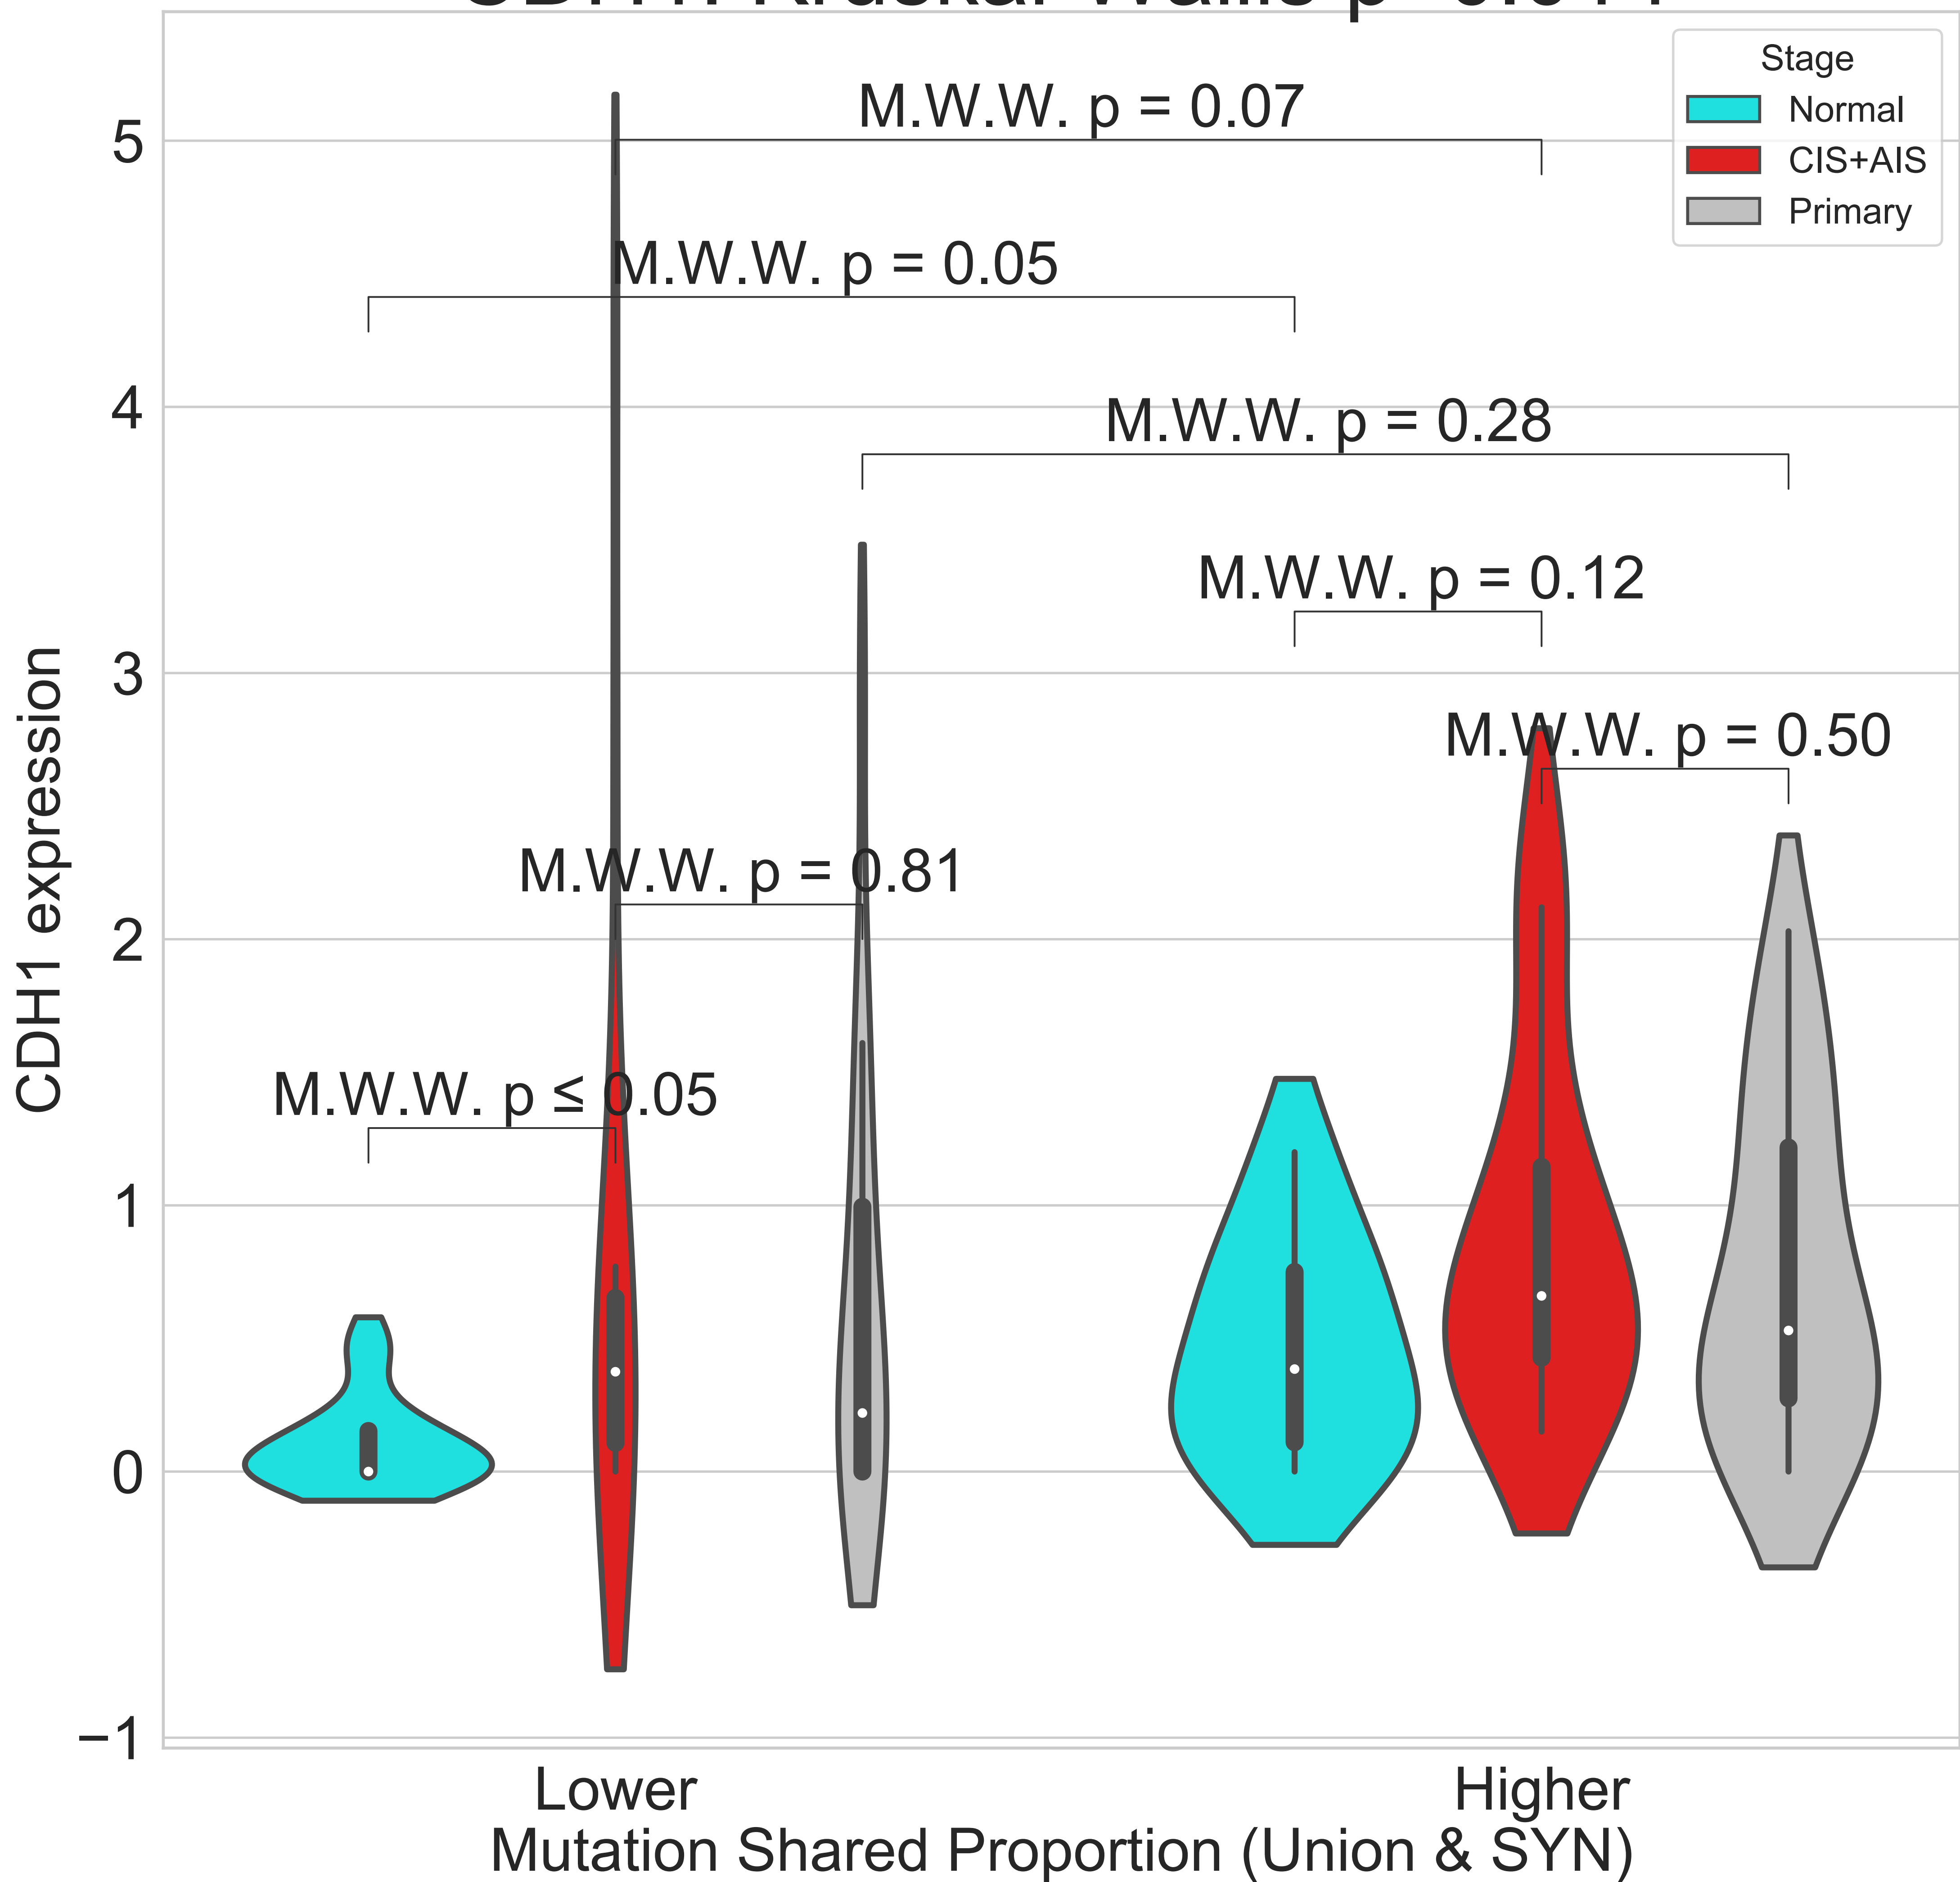 Stage
Normal
CIS+AIS
Primary
M.W.W. p = 0.07
M.W.W. p = 0.05
M.W.W. p = 0.28
M.W.W. p = 0.12
M.W.W. p = 0.50
M.W.W. p = 0.81
M.W.W. p ≤ 0.05
CDH1 expression
5
4
3
2
1
0
−1
Lower
Higher
Mutation Shared Proportion (Union & SYN)